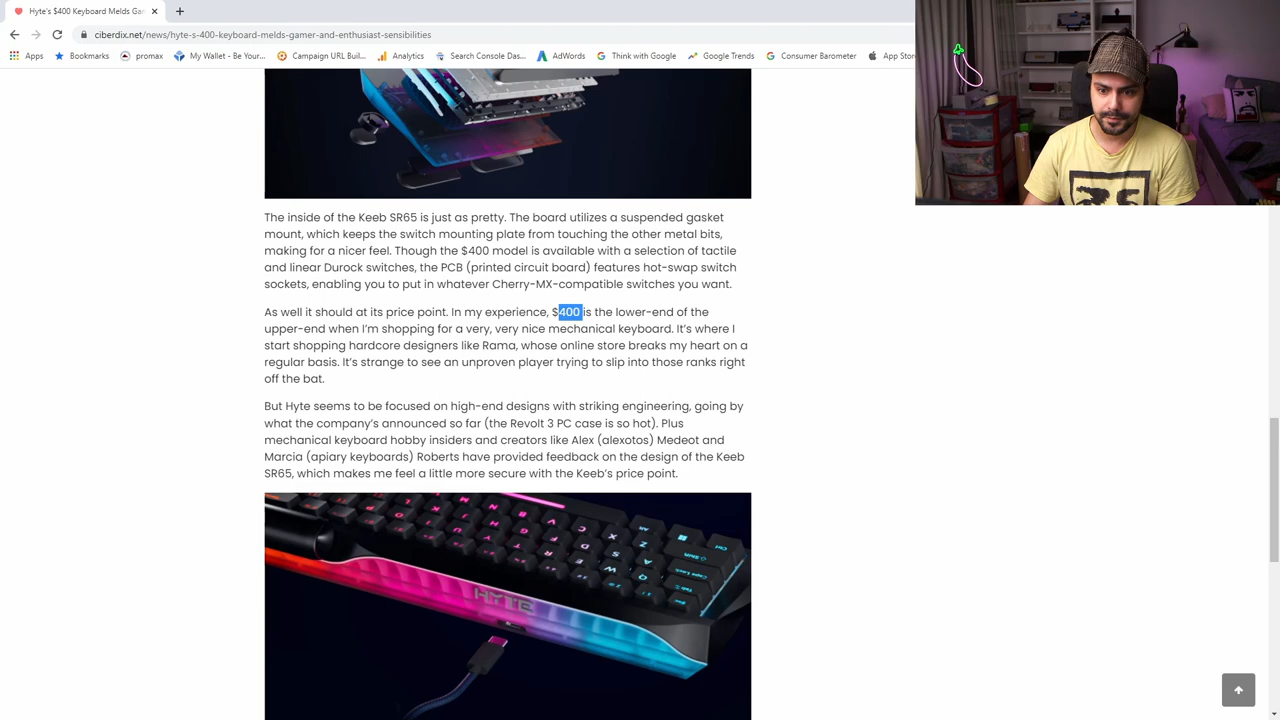 Hyte's $400 Keyboard Melds Ga
ciberdix.net/news/hyte-s-400-keyboard-melds-gamer-and-enthusiast-sensibilities
Apps Bookmarks promax My Wallet - Be Your... Campaign URL Buil... Analytics Search Console Das... AdWords Think with Google Google Trends Consumer Barometer App Store
The inside of the Keeb SR65 is just as pretty. The board utilizes a suspended gasket
mount, which keeps the switch mounting plate from touching the other metal bits,
making for a nicer feel. Though the $400 model is available with a selection of tactile
and linear Durock switches, the PCB (printed circuit board) features hot-swap switch
sockets, enabling you to put in whatever Cherry-MX-compatible switches you want.
As well it should at its price point. In my experience, $400 is the lower-end of the
upper-end when I'm shopping for a very, very nice mechanical keyboard. It's where I
start shopping hardcore designers like Rama, whose online store breaks my heart on a
regular basis. It's strange to see an unproven player trying to slip into those ranks right
off the bat.
But Hyte seems to be focused on high-end designs with striking engineering, going by
what the company's announced so far (the Revolt 3 PC case is so hot). Plus
mechanical keyboard hobby insiders and creators like Alex (alexotos) Medeot and
Marcia (apiary keyboards) Roberts have provided feedback on the design of the Keeb
SR65, which makes me feel a little more secure with the Keeb's price point.
HYTE